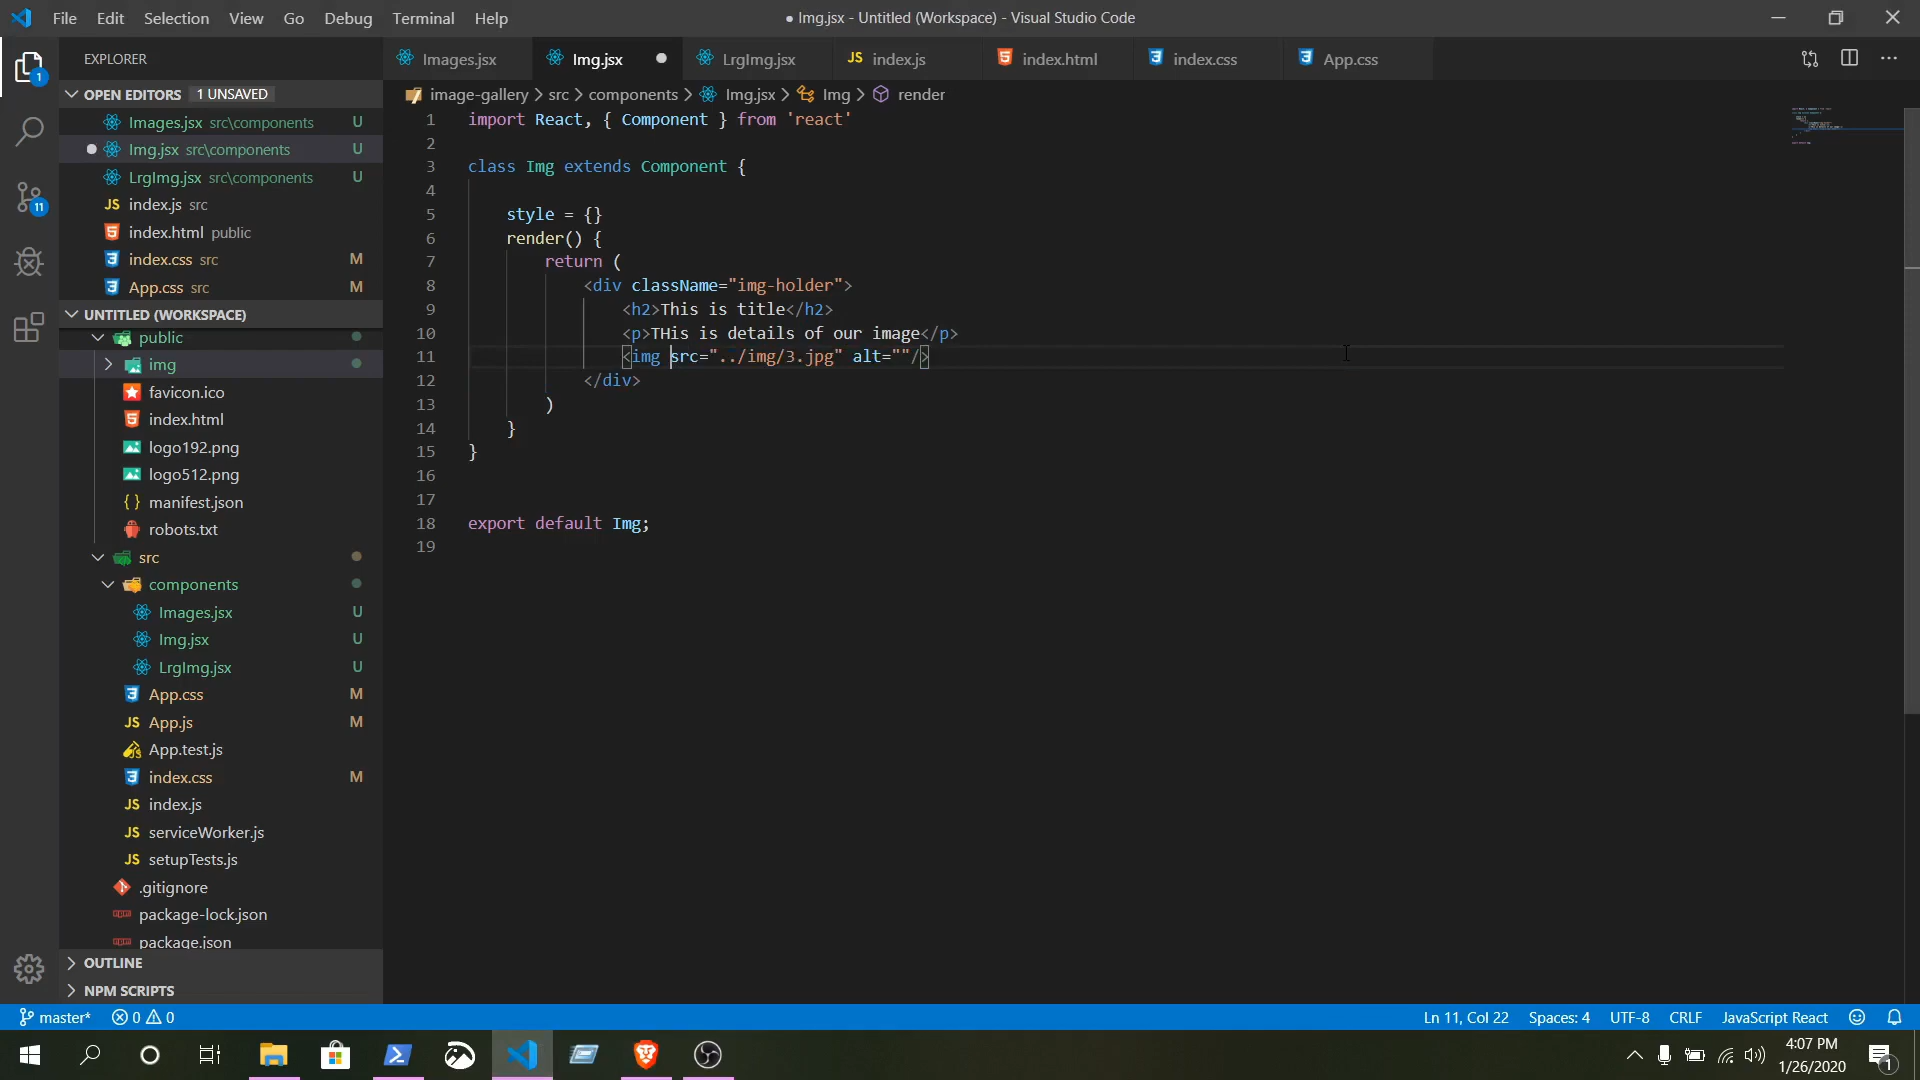 File Edit Selection View Go Debug Terminal Help
● Img.jsx - Untitled (Workspace) - Visual Studio Code
EXPLORER
Images.jsx
Img.jsx
LrgImg.jsx
JS index.js
index.html
index.css
App.css
OPEN EDITORS 1 UNSAVED
Images.jsx src\components U
Img.jsx src\components U
LrgImg.jsx src\components U
JS index.js src
index.html public
index.css src M
App.css src M
UNTITLED (WORKSPACE)
public
img
favicon.ico
index.html
logo192.png
logo512.png
{ } manifest.json
robots.txt
src
components
Images.jsx U
Img.jsx U
LrgImg.jsx U
App.css M
JS App.js M
App.test.js
index.css M
JS index.js
JS serviceWorker.js
JS setupTests.js
.gitignore
package-lock.json
package.json
OUTLINE
NPM SCRIPTS
1
11
image-gallery > src > components > Img.jsx > Img > render
1 import React, { Component } from 'react'
2
3 class Img extends Component {
4
5 style = {}
6 render() {
7 return (
8 <div className="img-holder">
9 <h2>This is title</h2>
10 <p>THis is details of our image</p>
11 <img src="../img/3.jpg" alt=""/>
12 </div>
13 )
14 }
15 }
16
17
18 export default Img;
19
master* 0 0
Ln 11, Col 22 Spaces: 4 UTF-8 CRLF JavaScript React
4:07 PM
1/26/2020
1